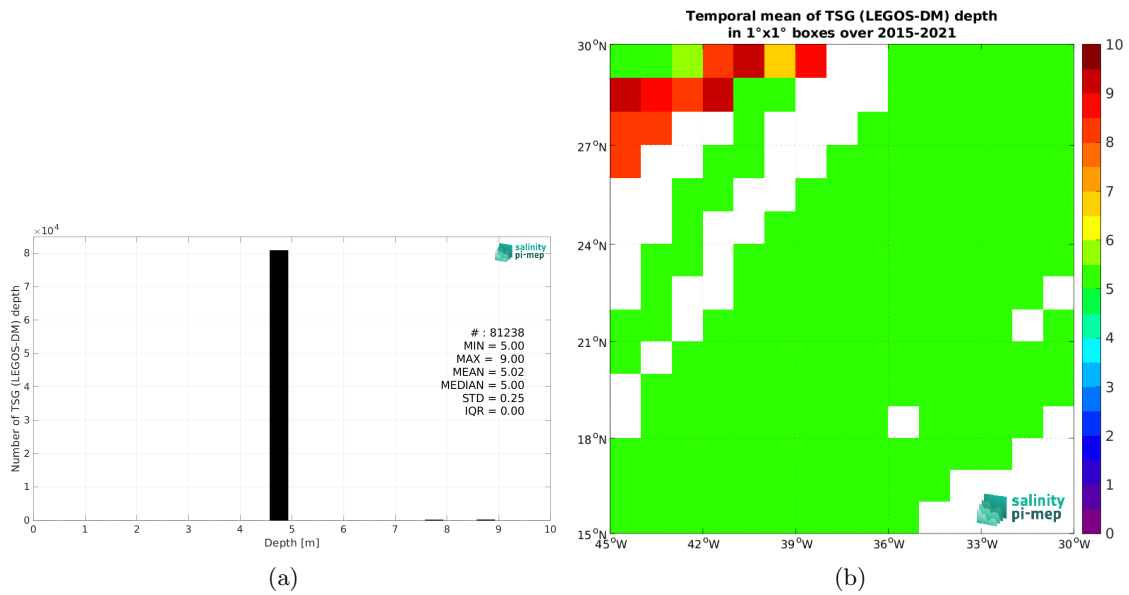 Temporal mean of TSG (LEGOS-DM) depth
in 1°x1° boxes over 2015-2021
×10⁴
8
7
6
5
4
3
2
1
0
Number of TSG (LEGOS-DM) depth
salinity
pi-mep
# : 81238
MIN = 5.00
MAX = 9.00
MEAN = 5.02
MEDIAN = 5.00
STD = 0.25
IQR = 0.00
0 1 2 3 4 5 6 7 8 9 10
Depth [m]
(a)
30°N
27°N
24°N
21°N
18°N
15°N
45°W 42°W 39°W 36°W 33°W 30°W
salinity
pi-mep
10
9
8
7
6
5
4
3
2
1
0
(b)